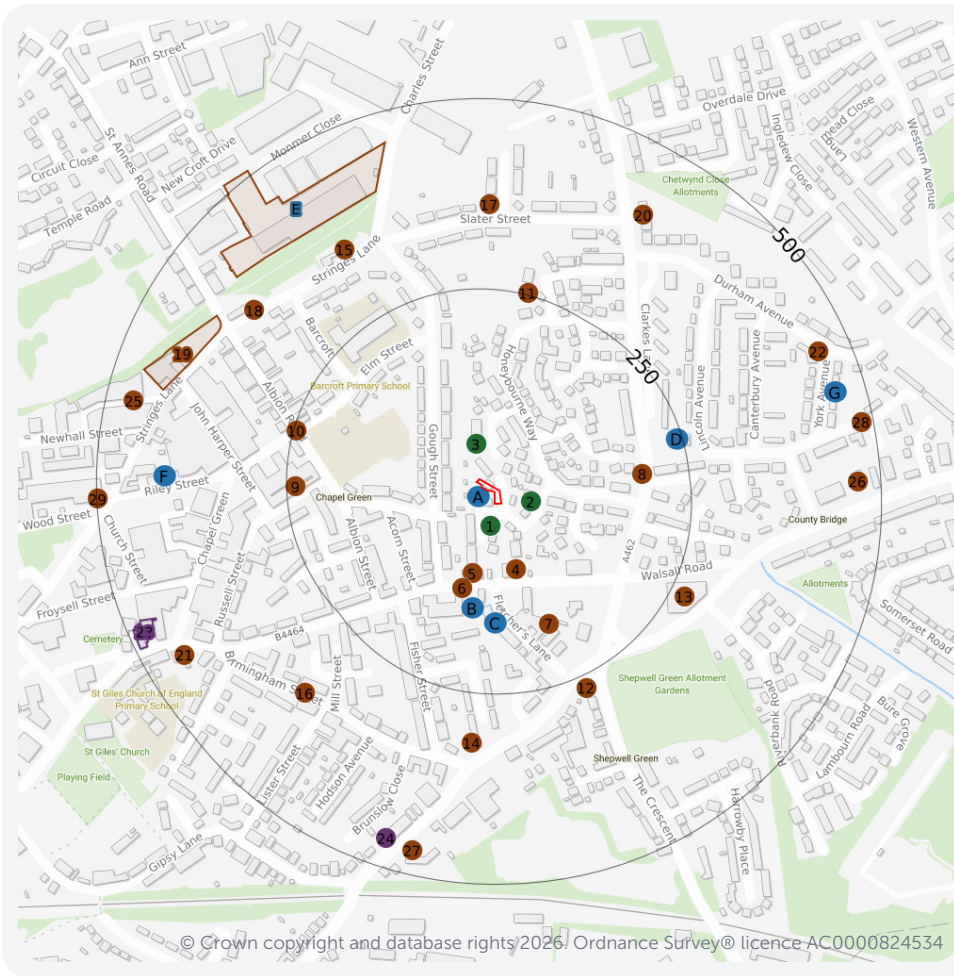 Ann Street
Charles Street
Monmer Close
Overdale Drive
Ingledew Close
Mead Close
Western Avenue
Circuit Close
St Annes Road
New Croft Drive
Temple Road
Chetwynd Close
Allotments
E
17
20
Slater Street
500
15
Stringes Lane
18
11
Durham Avenue
Barcroft
Elm Street
Clarkes La
19
Honeybourne Way
250
22
Barcroft Primary School
Canterbury Avenue
York Avenue
G
25
Stringes Lane
Albion R
John Harper Street
28
Newhall Street
10
Gough Street
3
D
F
Riley Street
8
26
9
Chapel Green
A
2
29
Wood Street
1
County Bridge
Church Street
Chapel Green
Albion Street
Acorn Street
A462
5
4
Walsall Road
6
Allotments
Froysell Street
Russell Street
B
C
Fletcher's Lane
7
13
Somerset Road
Cemetery
23
B4464
21
Birmingham Street
Fisher Street
16
Mill Street
12
Shepwell Green Allotment
Gardens
St Giles Church of England
Primary School
Riverbank Road
Bure Grove
Lambourn Road
14
St Giles' Church
Shepwell Green
Playing Field
Lister Street
Hodson Avenue
Brunslow Close
The Crescent
Harrowby Place
Gipsy Lane
24
27
© Crown copyright and database rights 2026. Ordnance Survey® licence AC0000824534